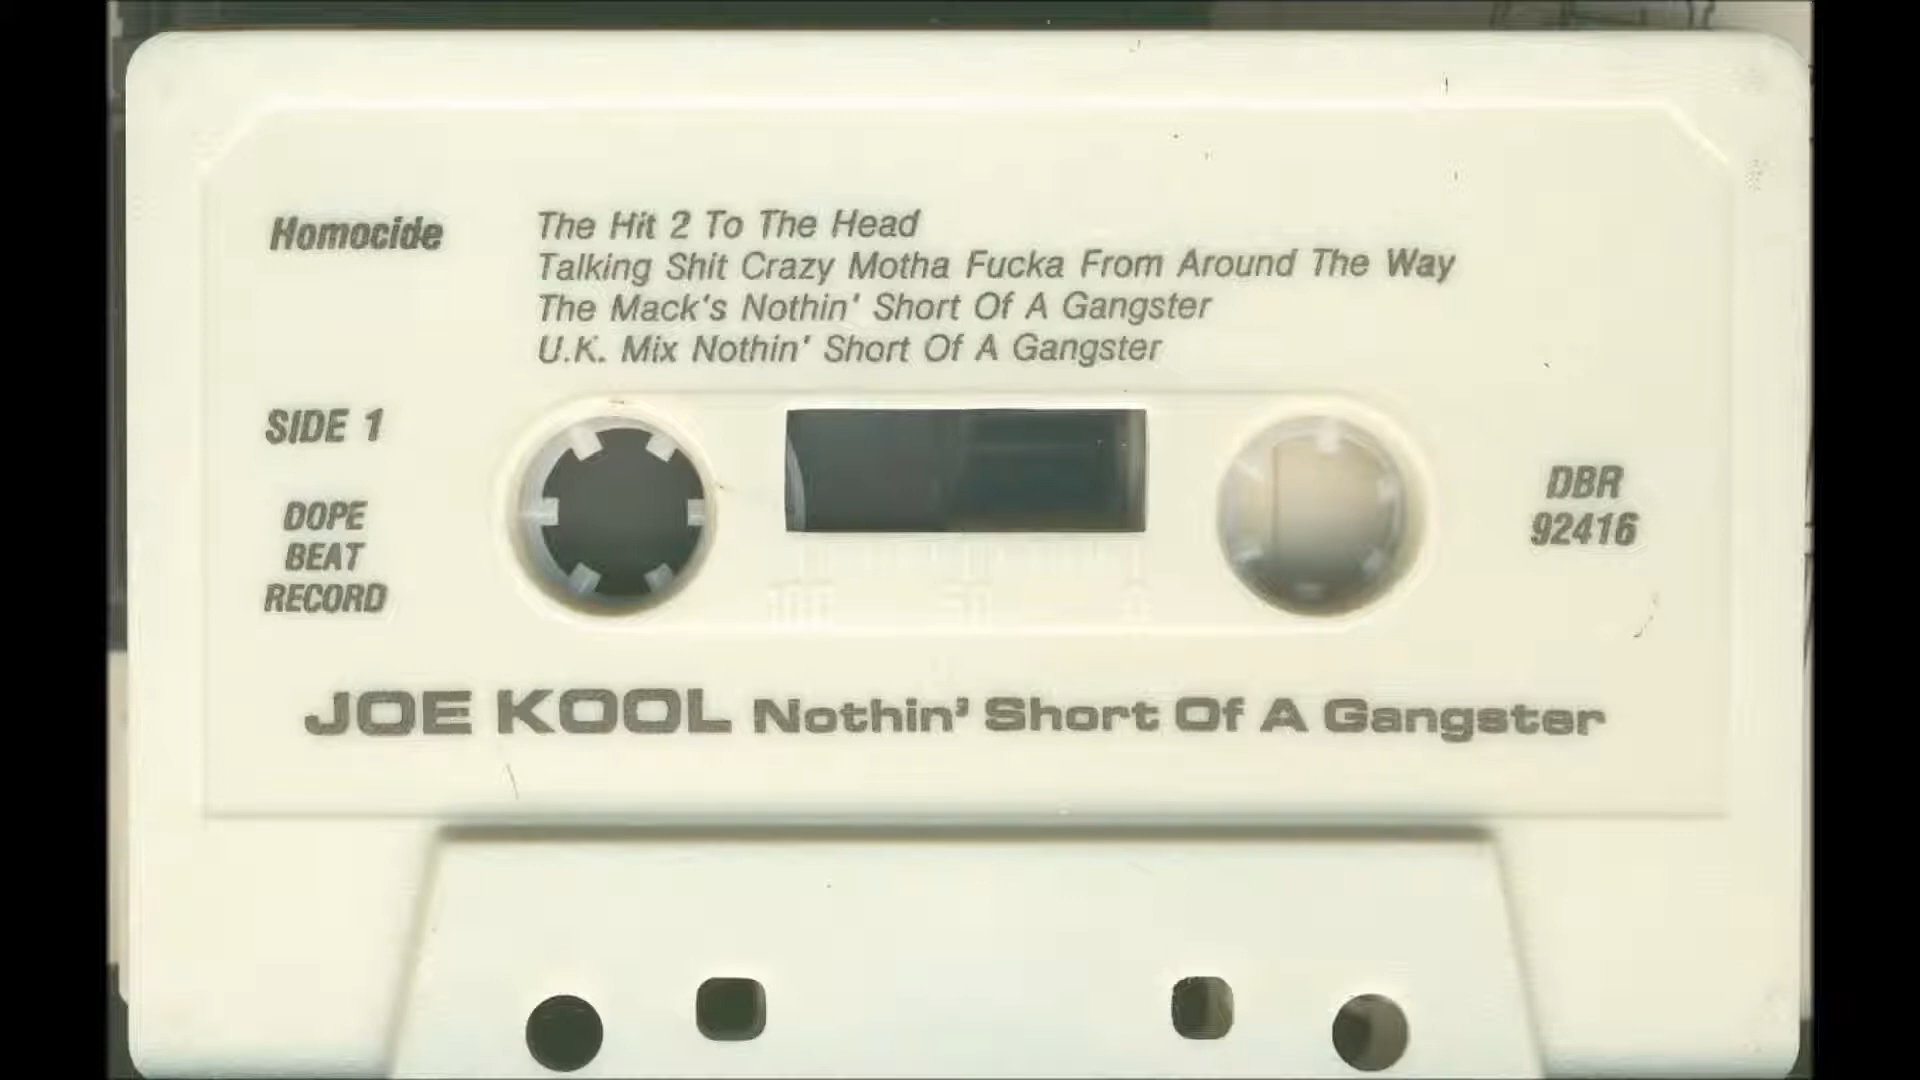 Homocide
The Hit 2 To The Head
Talking Shit Crazy Motha Fucka From Around The Way
The Mack's Nothin' Short Of A Gangster
U.K. Mix Nothin' Short Of A Gangster
SIDE 1
DOPE
BEAT
RECORD
DBR
92416
JOE KOOL Nothin' Short Of A Gangster